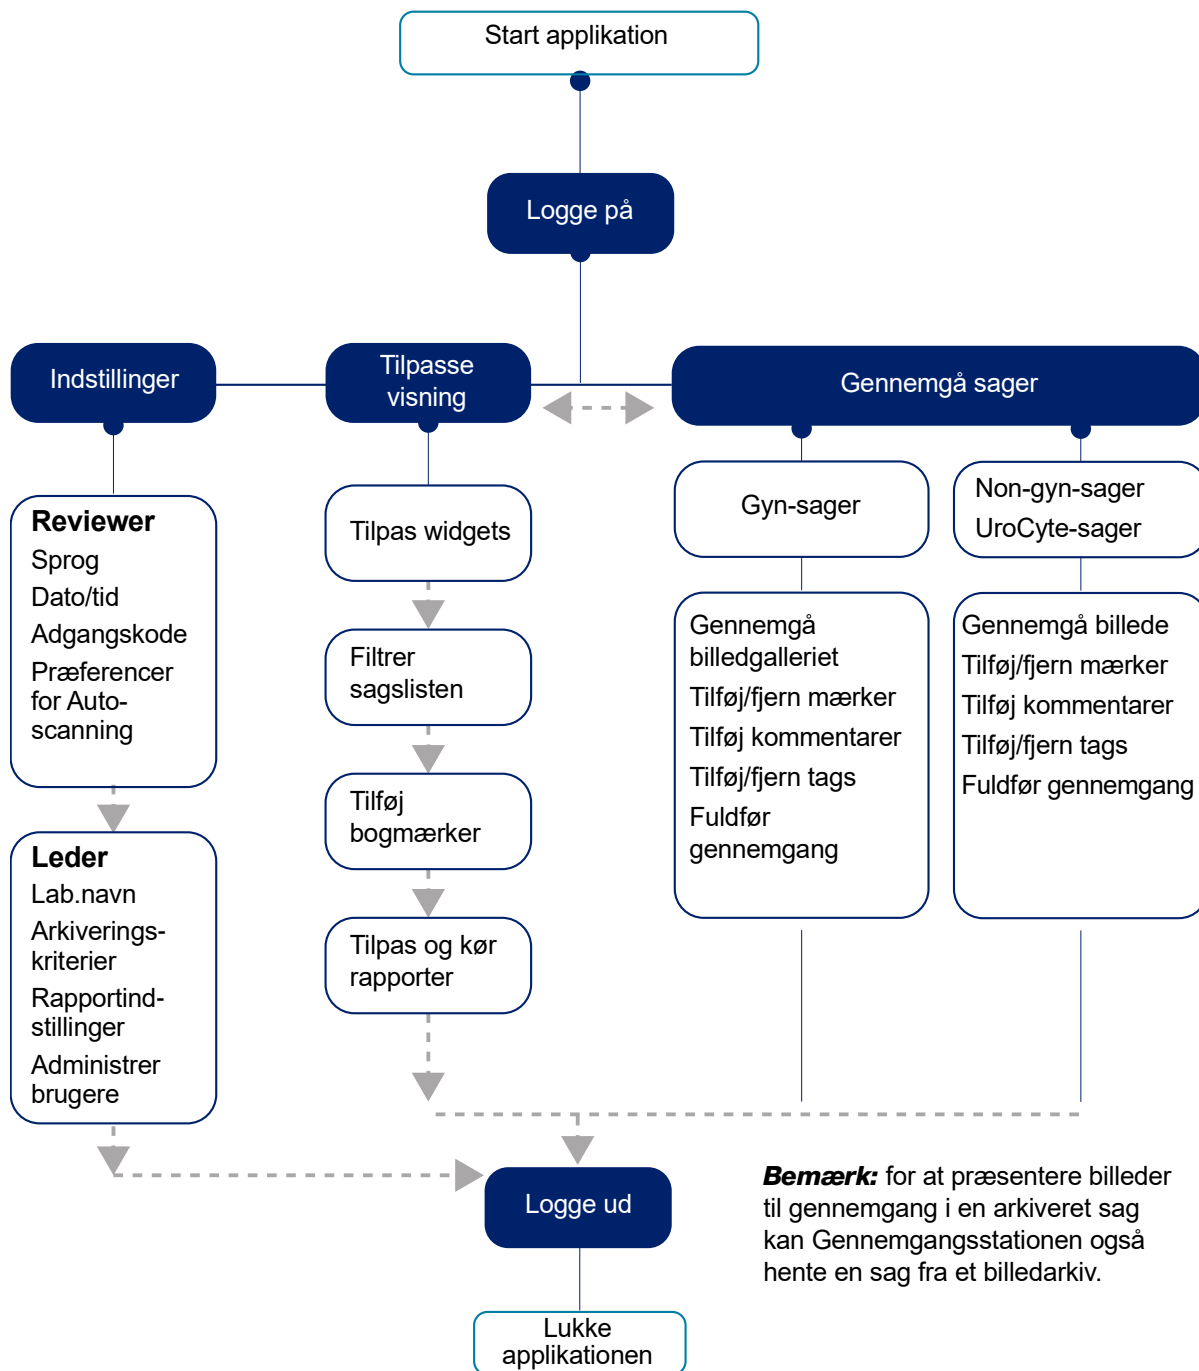 Start applikation
Logge på
Indstillinger
Tilpasse
visning
Gennemgå sager
Reviewer
Sprog
Dato/tid
Adgangskode
Præferencer
for Auto-
scanning
Leder
Lab.navn
Arkiverings-
kriterier
Rapportind-
stillinger
Administrer
brugere
Tilpas widgets
Filtrer
sagslisten
Tilføj
bogmærker
Tilpas og kør
rapporter
Gyn-sager
Gennemgå
billedgalleriet
Tilføj/fjern mærker
Tilføj kommentarer
Tilføj/fjern tags
Fuldfør
gennemgang
Non-gyn-sager
UroCyte-sager
Gennemgå billede
Tilføj/fjern mærker
Tilføj kommentarer
Tilføj/fjern tags
Fuldfør gennemgang
Logge ud
Bemærk: for at præsentere billeder
til gennemgang i en arkiveret sag
kan Gennemgangsstationen også
hente en sag fra et billedarkiv.
Lukke
applikationen